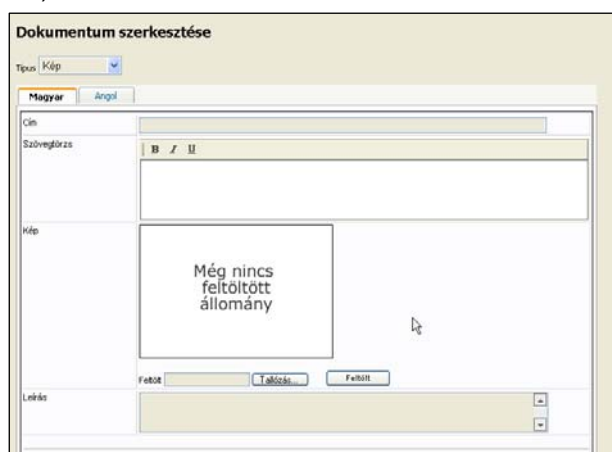 Dokumentum szerkesztése
Típus Kép
Magyar Angol
Cím
Szövegtörzs
B I U
Kép
Még nincs
feltöltött
állomány
Feltölt Tallózás... Feltölt
Leírás